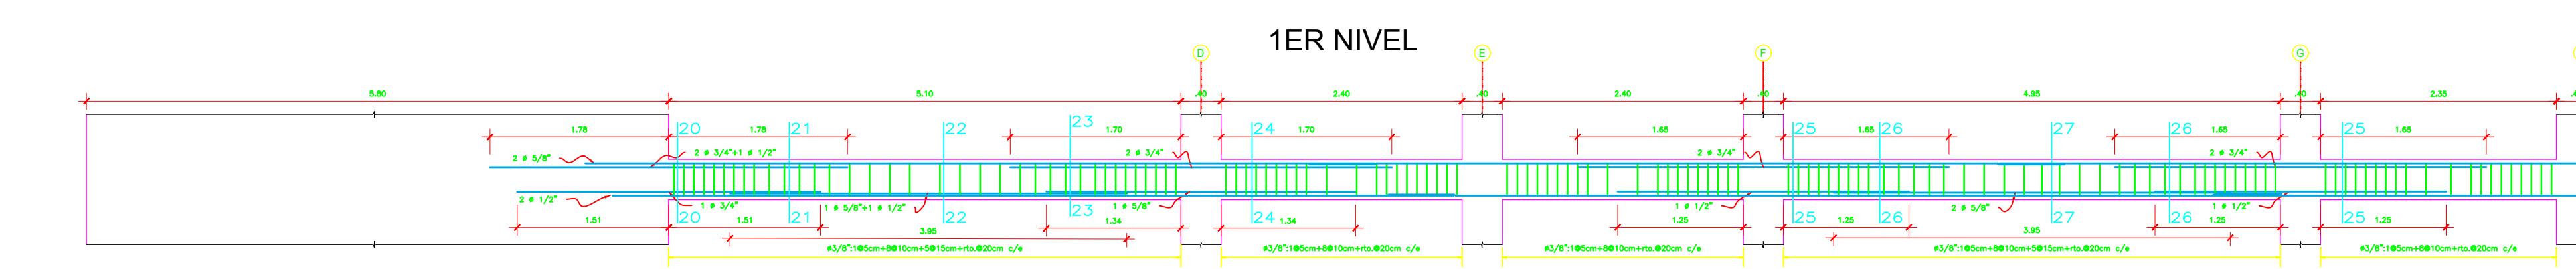 1ER NIVEL
D E F G
5.80 5.10 .40 2.40 .40 2.40 .40 4.95 .40 2.35
20 21 22 23 24 25 26 27 26 25
1.78 1.78 1.70 1.70 1.65 1.65 1.65 1.65
2 ø 5/8" 2 ø 3/4"+1 ø 1/2" 2 ø 3/4" 2 ø 3/4" 2 ø 3/4"
2 ø 1/2" 1 ø 3/4" 1 ø 5/8"+1 ø 1/2" 1 ø 5/8" 1 ø 1/2" 2 ø 5/8" 1 ø 1/2"
20 21 22 23 24 25 26 27 26 25
1.51 1.51 1.34 1.34 1.25 1.25 1.25 1.25
3.95 3.95
ø3/8":1@5cm+8@10cm+5@15cm+rto.@20cm c/e
ø3/8":1@5cm+8@10cm+rto.@20cm c/e
ø3/8":1@5cm+8@10cm+rto.@20cm c/e
ø3/8":1@5cm+8@10cm+5@15cm+rto.@20cm c/e
ø3/8":1@5cm+8@10cm+rto.@20cm c/e